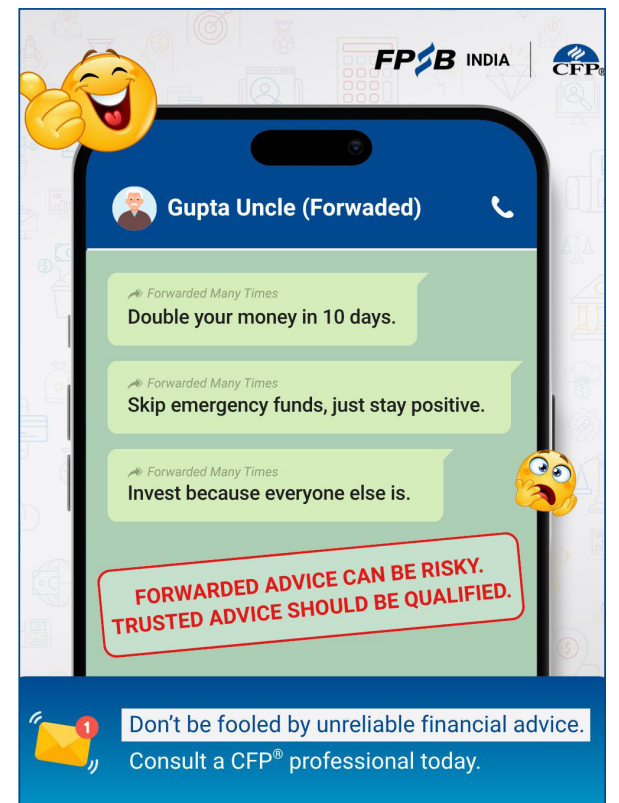 FPSB INDIA
CFP®
Gupta Uncle (Forwaded)
Forwarded Many Times
Double your money in 10 days.
Forwarded Many Times
Skip emergency funds, just stay positive.
Forwarded Many Times
Invest because everyone else is.
FORWARDED ADVICE CAN BE RISKY.
TRUSTED ADVICE SHOULD BE QUALIFIED.
1
Don't be fooled by unreliable financial advice.
Consult a CFP® professional today.